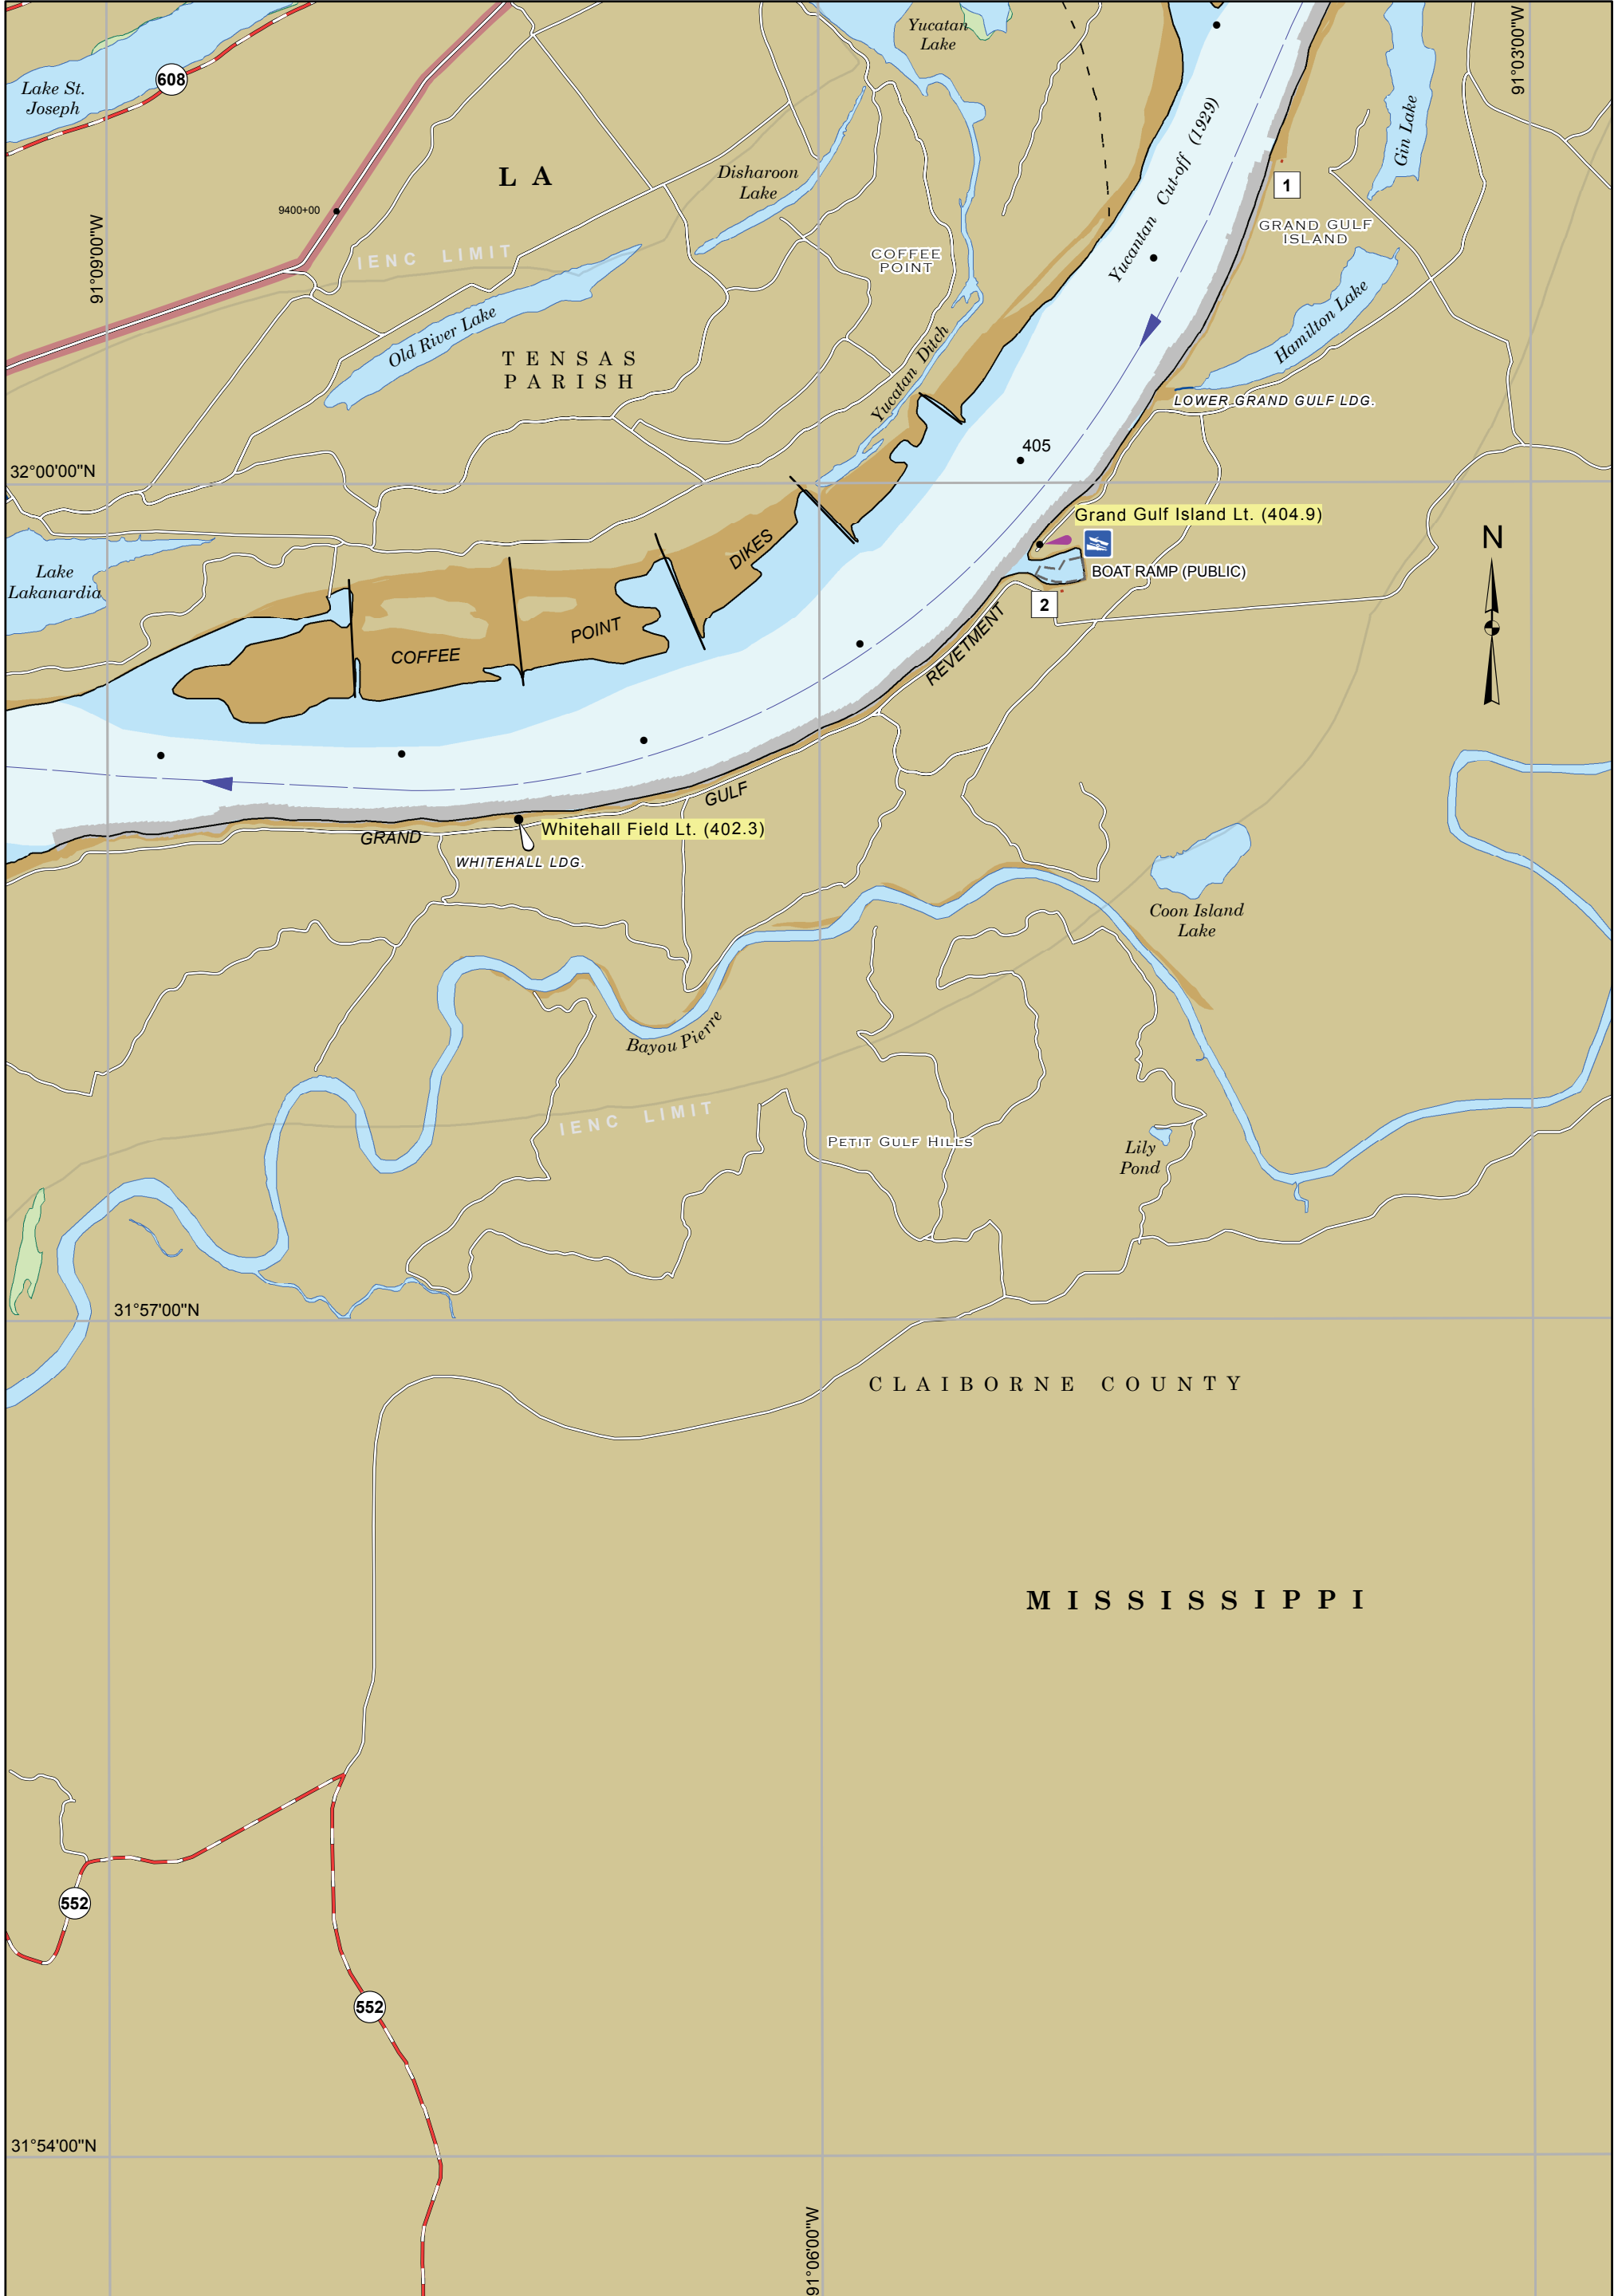 Yucatan
Lake
91°03'00"W
608
Lake St.
Joseph
Yucantan Cut-off (1929)
Gin Lake
L A
Disharoon
Lake
1
9400+00
GRAND GULF
ISLAND
91°09'00"W
IENC LIMIT
COFFEE
POINT
Old River Lake
Hamilton Lake
TENSAS
PARISH
Yucatan Ditch
LOWER GRAND GULF LDG.
405
32°00'00"N
Grand Gulf Island Lt. (404.9)
N
DIKES
Lake
Lakanardia
BOAT RAMP (PUBLIC)
2
POINT
COFFEE
REVETMENT
GULF
GRAND
Whitehall Field Lt. (402.3)
WHITEHALL LDG.
Coon Island
Lake
Bayou Pierre
IENC LIMIT
PETIT GULF HILLS
Lily
Pond
31°57'00"N
CLAIBORNE COUNTY
MISSISSIPPI
552
552
31°54'00"N
91°06'00"W